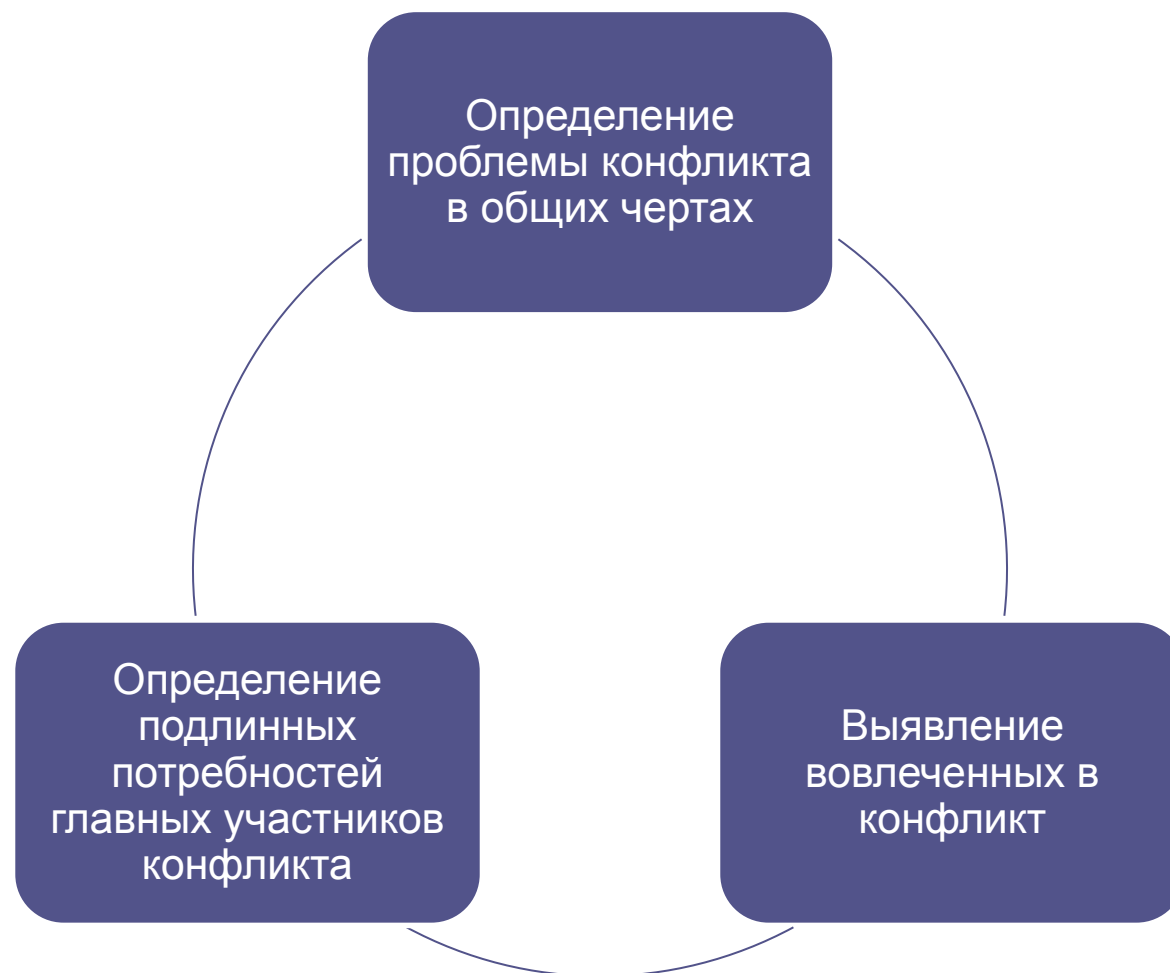 Определение
проблемы конфликта
в общих чертах
Определение
подлинных
потребностей
главных участников
конфликта
Выявление
вовлеченных в
конфликт